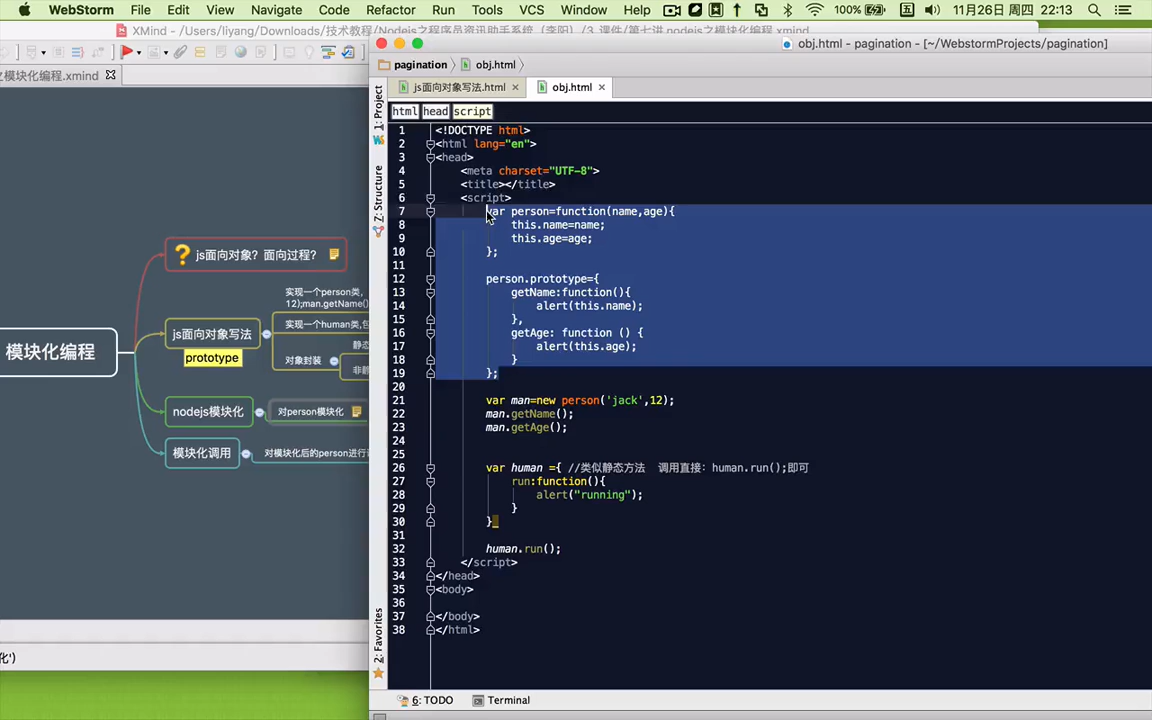 WebStorm File Edit View Navigate Code Refactor Run Tools VCS Window Help 100% 五 11月26日 周四 22:13
XMind - /Users/liyang/Downloads/技术教程/Nodejs之程序员资讯助手系统（李阳）/3.课件/第七讲 nodejs之模块化编程.xmind
obj.html - pagination - [~/WebstormProjects/pagination]
之模块化编程.xmind
pagination obj.html
js面向对象写法.html obj.html
html head script
1: Project
7: Structure
2: Favorites
模块化编程
js面向对象？面向过程？
实现一个person类，
12);man.getName()
js面向对象写法
prototype
实现一个human类,包
静态
对象封装
非静
nodejs模块化
对person模块化
模块化调用
对模块化后的person进行
化')
1 <!DOCTYPE html>
2 <html lang="en">
3 <head>
4 <meta charset="UTF-8">
5 <title></title>
6 <script>
7 var person=function(name,age){
8 this.name=name;
9 this.age=age;
10 };
11
12 person.prototype={
13 getName:function(){
14 alert(this.name);
15 },
16 getAge: function () {
17 alert(this.age);
18 }
19 };
20
21 var man=new person('jack',12);
22 man.getName();
23 man.getAge();
24
25
26 var human ={ //类似静态方法 调用直接：human.run();即可
27 run:function(){
28 alert("running");
29 }
30 }
31
32 human.run();
33 </script>
34 </head>
35 <body>
36
37 </body>
38 </html>
6: TODO Terminal